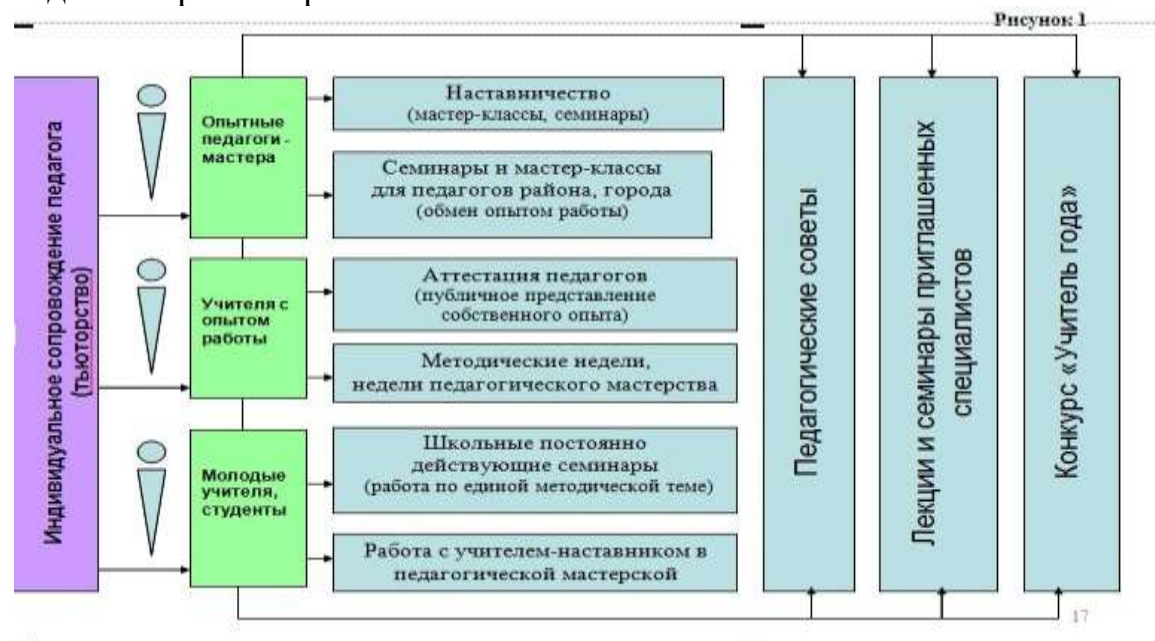 Рисунок 1
Индивидуальное сопровождение педагога
(тьюторство)
Опытные
педагоги -
мастера
Наставничество
(мастер-классы, семинары)
Семинары и мастер-классы
для педагогов района, города
(обмен опытом работы)
Учителя с
опытом
работы
Аттестация педагогов
(публичное представление
собственного опыта)
Методические недели,
недели педагогического мастерства
Молодые
учителя,
студенты
Школьные постоянно
действующие семинары
(работа по единой методической теме)
Работа с учителем-наставником в
педагогической мастерской
Педагогические советы
Лекции и семинары приглашенных
специалистов
Конкурс «Учитель года»
17